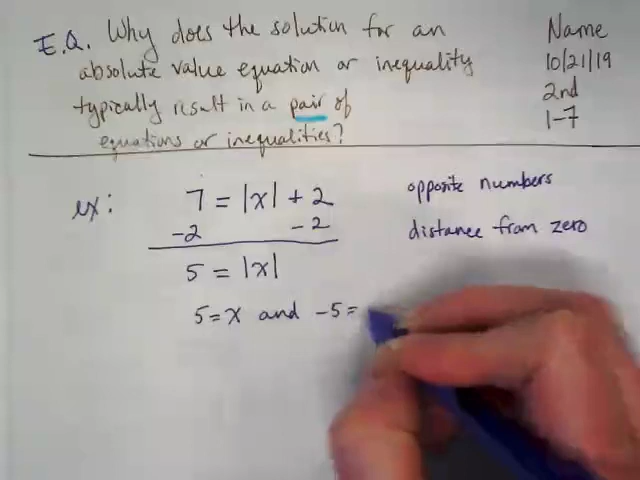 E.Q. Why does the solution for an
absolute value equation or inequality
typically result in a pair of
equations or inequalities?
Name
10/21/19
2nd
1-7
ex: 7 = |x| + 2
-2 -2
5 = |x|
5 = x and -5 =
opposite numbers
distance from zero